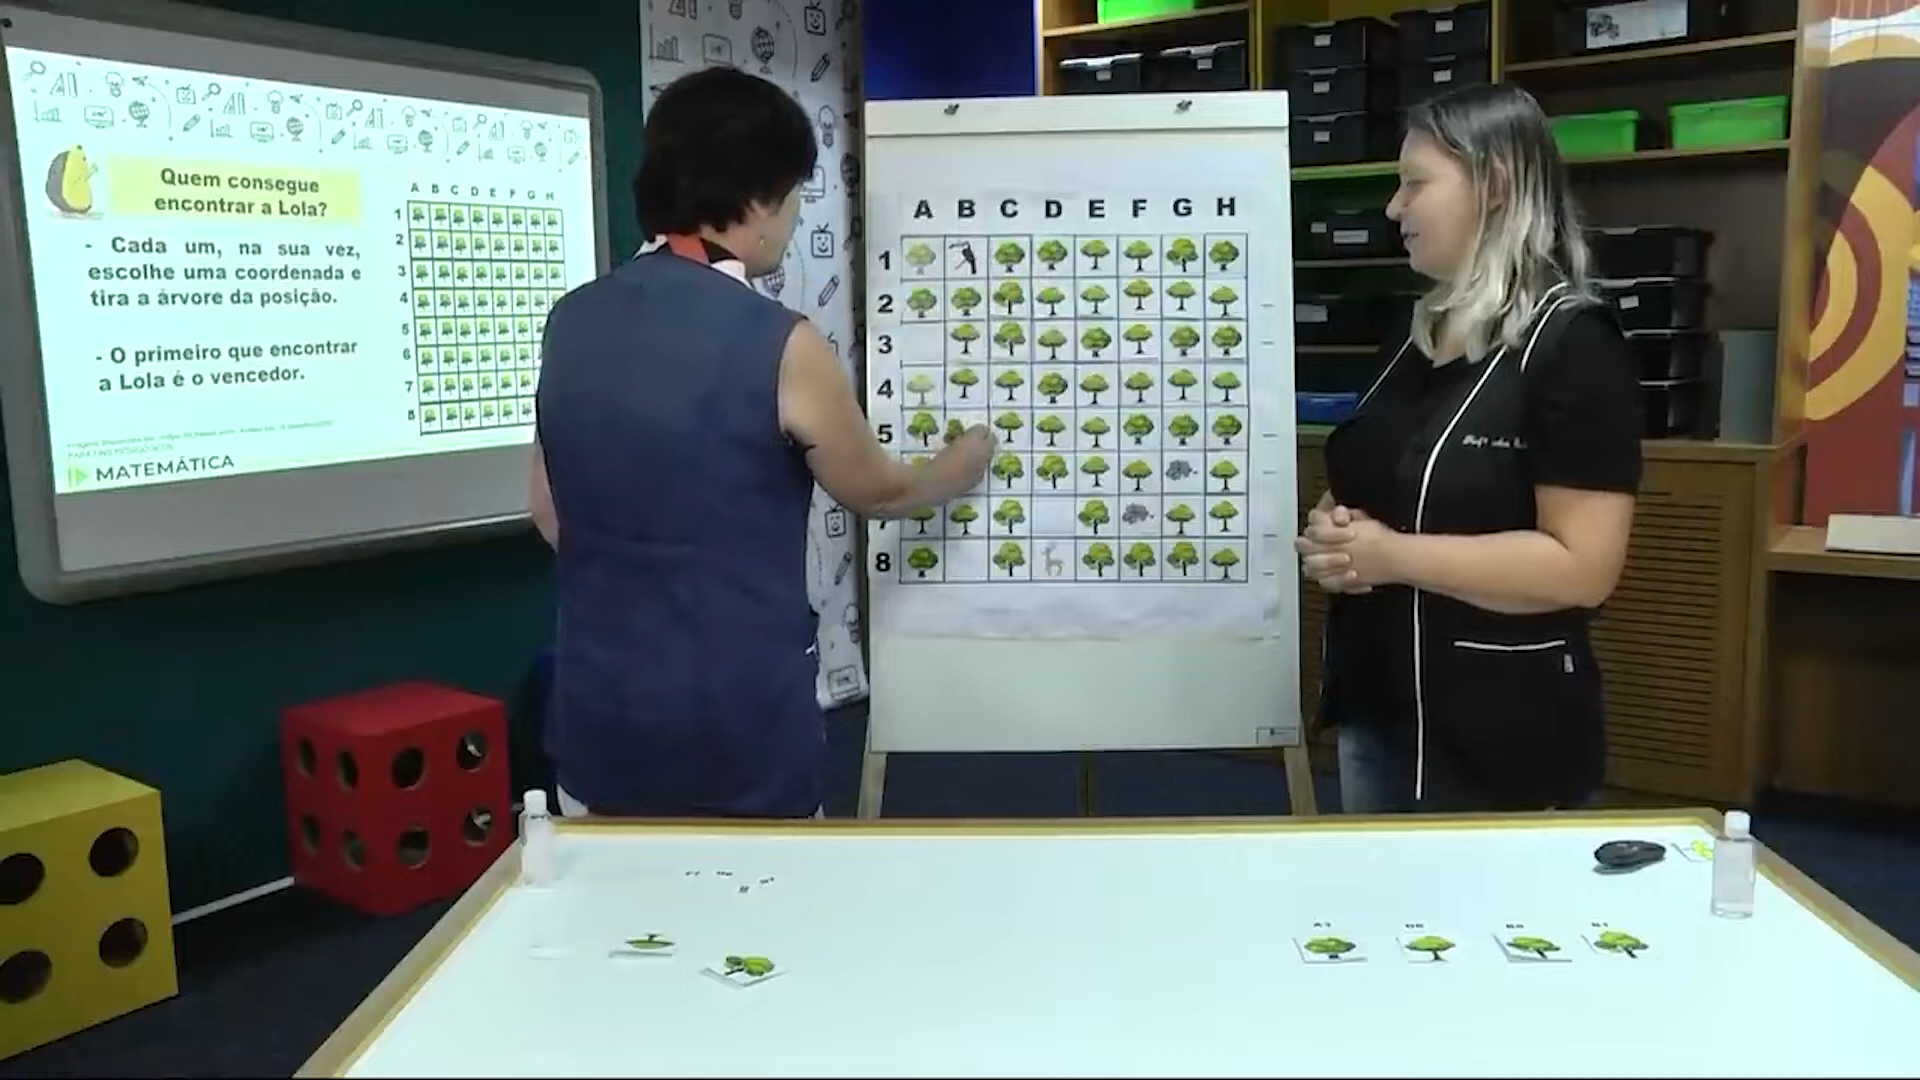 Quem consegue
encontrar a Lola?
- Cada um, na sua vez,
escolhe uma coordenada e
tira a árvore da posição.
- O primeiro que encontrar
a Lola é o vencedor.
MATEMÁTICA
A B C D E F G H
1
2
3
4
5
6
7
8
A B C D E F G H
1
2
3
4
5
7
8